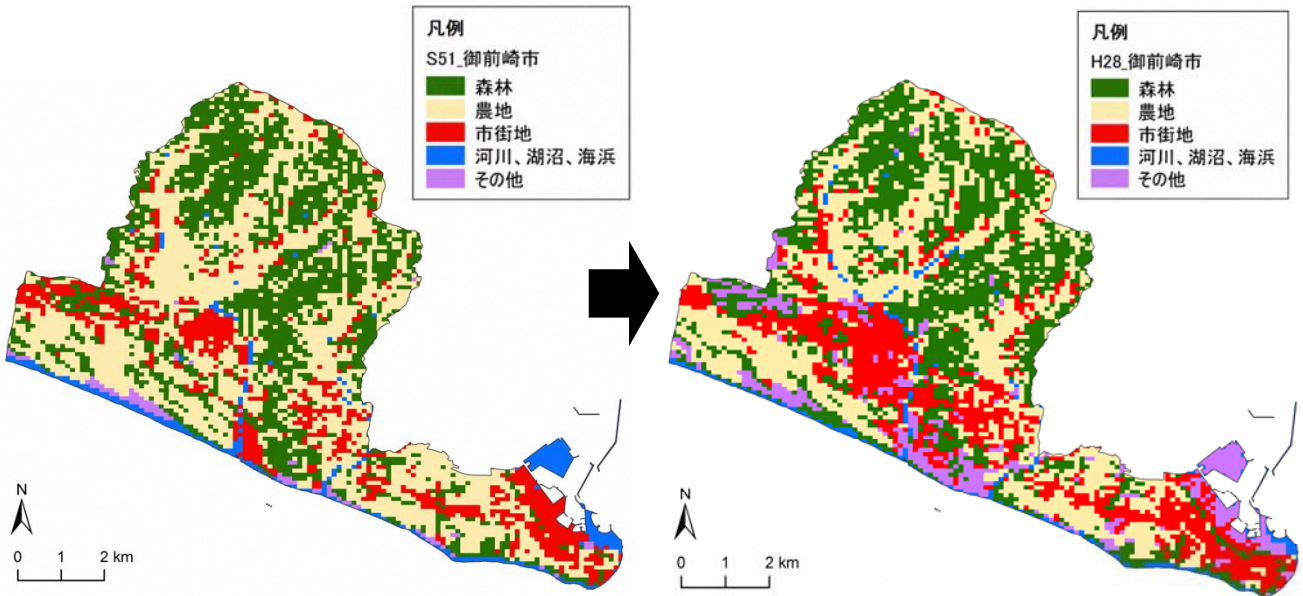 凡例
S51_御前崎市
森林
農地
市街地
河川、湖沼、海浜
その他
N
0 1 2 km
凡例
H28_御前崎市
森林
農地
市街地
河川、湖沼、海浜
その他
N
0 1 2 km